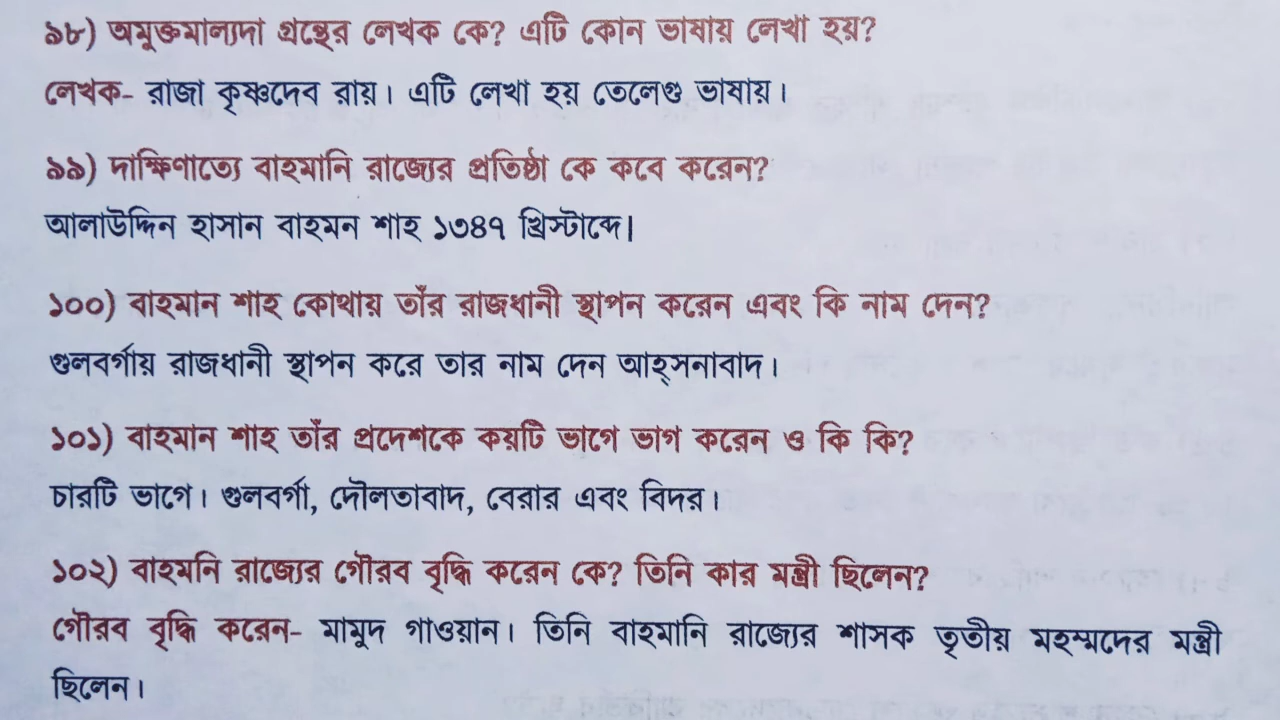 ৯৮) অমুক্তমাল্যদা গ্রন্থের লেখক কে? এটি কোন ভাষায় লেখা হয়?
লেখক- রাজা কৃষ্ণদেব রায়। এটি লেখা হয় তেলেগু ভাষায়।
৯৯) দাক্ষিণাত্যে বাহমানি রাজ্যের প্রতিষ্ঠা কে কবে করেন?
আলাউদ্দিন হাসান বাহমন শাহ ১৩৪৭ খ্রিস্টাব্দে।
১০০) বাহমান শাহ কোথায় তাঁর রাজধানী স্থাপন করেন এবং কি নাম দেন?
গুলবর্গায় রাজধানী স্থাপন করে তার নাম দেন আহ্সনাবাদ।
১০১) বাহমান শাহ তাঁর প্রদেশকে কয়টি ভাগে ভাগ করেন ও কি কি?
চারটি ভাগে। গুলবর্গা, দৌলতাবাদ, বেরার এবং বিদর।
১০২) বাহমনি রাজ্যের গৌরব বৃদ্ধি করেন কে? তিনি কার মন্ত্রী ছিলেন?
গৌরব বৃদ্ধি করেন- মামুদ গাওয়ান। তিনি বাহমানি রাজ্যের শাসক তৃতীয় মহম্মদের মন্ত্রী
ছিলেন।